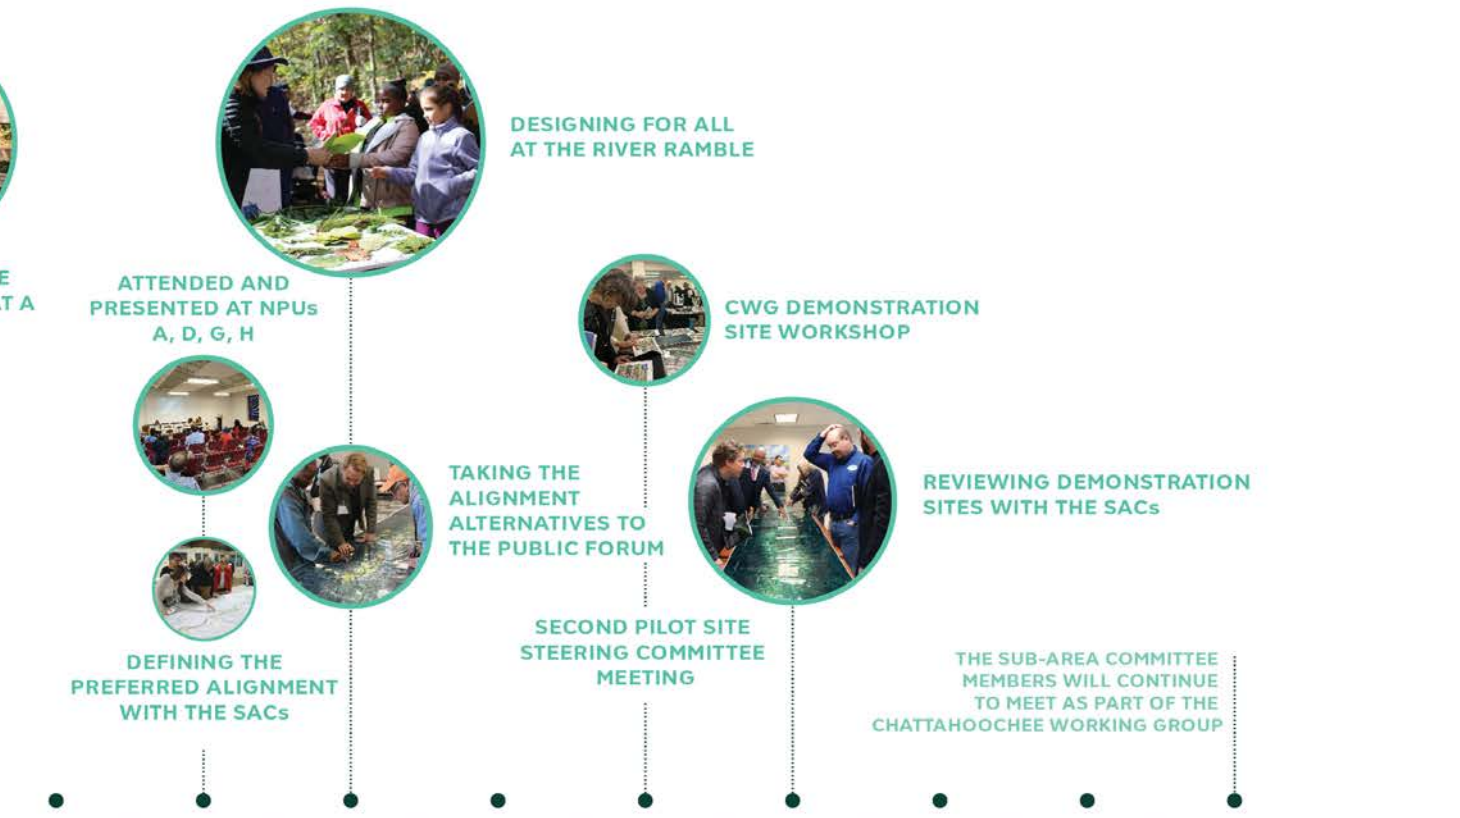 DESIGNING FOR ALL
AT THE RIVER RAMBLE
E
T A
ATTENDED AND
PRESENTED AT NPUs
A, D, G, H
CWG DEMONSTRATION
SITE WORKSHOP
TAKING THE
ALIGNMENT
ALTERNATIVES TO
THE PUBLIC FORUM
REVIEWING DEMONSTRATION
SITES WITH THE SACs
DEFINING THE
PREFERRED ALIGNMENT
WITH THE SACs
SECOND PILOT SITE
STEERING COMMITTEE
MEETING
THE SUB-AREA COMMITTEE
MEMBERS WILL CONTINUE
TO MEET AS PART OF THE
CHATTAHOOCHEE WORKING GROUP